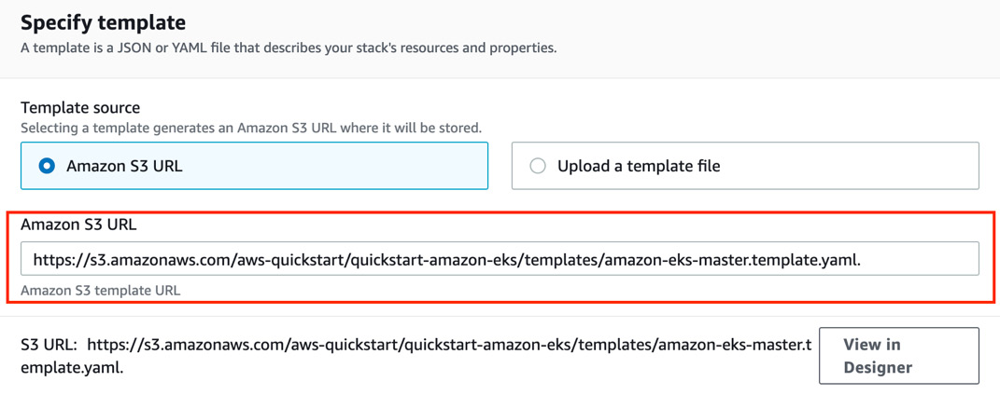 Specify template
A template is a JSON or YAML file that describes your stack's resources and properties.
Template source
Selecting a template generates an Amazon S3 URL where it will be stored.
Amazon S3 URL
Upload a template file
Amazon S3 URL
https://s3.amazonaws.com/aws-quickstart/quickstart-amazon-eks/templates/amazon-eks-master.template.yaml.
Amazon S3 template URL
S3 URL: https://s3.amazonaws.com/aws-quickstart/quickstart-amazon-eks/templates/amazon-eks-master.t
emplate.yaml.
View in
Designer